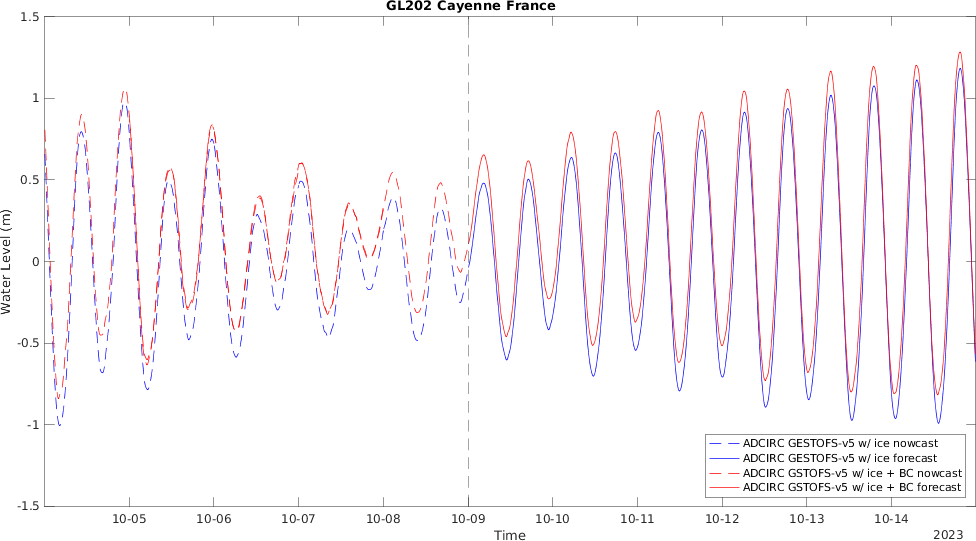 GL202 Cayenne France
1.5
1
0.5
0
-0.5
-1
-1.5
Water Level (m)
10-05 10-06 10-07 10-08 10-09 10-10 10-11 10-12 10-13 10-14
Time
2023
ADCIRC GESTOFS-v5 w/ ice nowcast
ADCIRC GESTOFS-v5 w/ ice forecast
ADCIRC GSTOFS-v5 w/ ice + BC nowcast
ADCIRC GSTOFS-v5 w/ ice + BC forecast